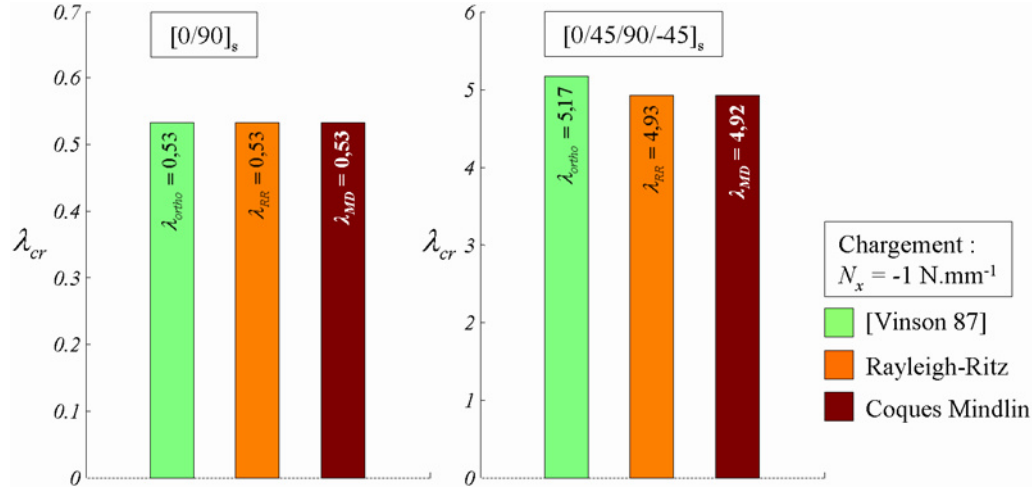 [0/90]s
0.7
0.6
0.5
0.4
0.3
0.2
0.1
0
λcr
λortho = 0,53
λRR = 0,53
λMD = 0,53
[0/45/90/-45]s
6
5
4
3
2
1
0
λcr
λortho = 5,17
λRR = 4,93
λMD = 4,92
Chargement :
Nx = -1 N.mm-1
[Vinson 87]
Rayleigh-Ritz
Coques Mindlin